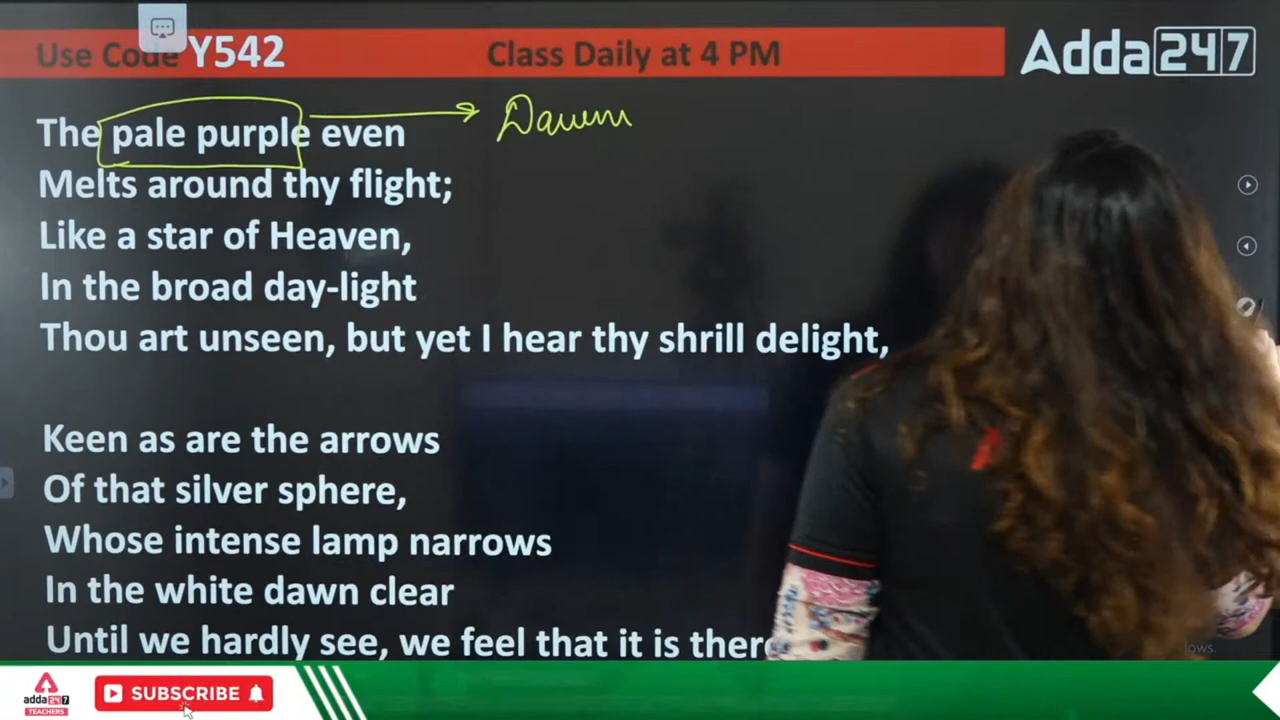 Use Code Y542
Class Daily at 4 PM
Adda247
The pale purple even
Dawn
Melts around thy flight;
Like a star of Heaven,
In the broad day-light
Thou art unseen, but yet I hear thy shrill delight,
Keen as are the arrows
Of that silver sphere,
Whose intense lamp narrows
In the white dawn clear
Until we hardly see, we feel that it is there
lows.
adda247
TEACHERS
SUBSCRIBE